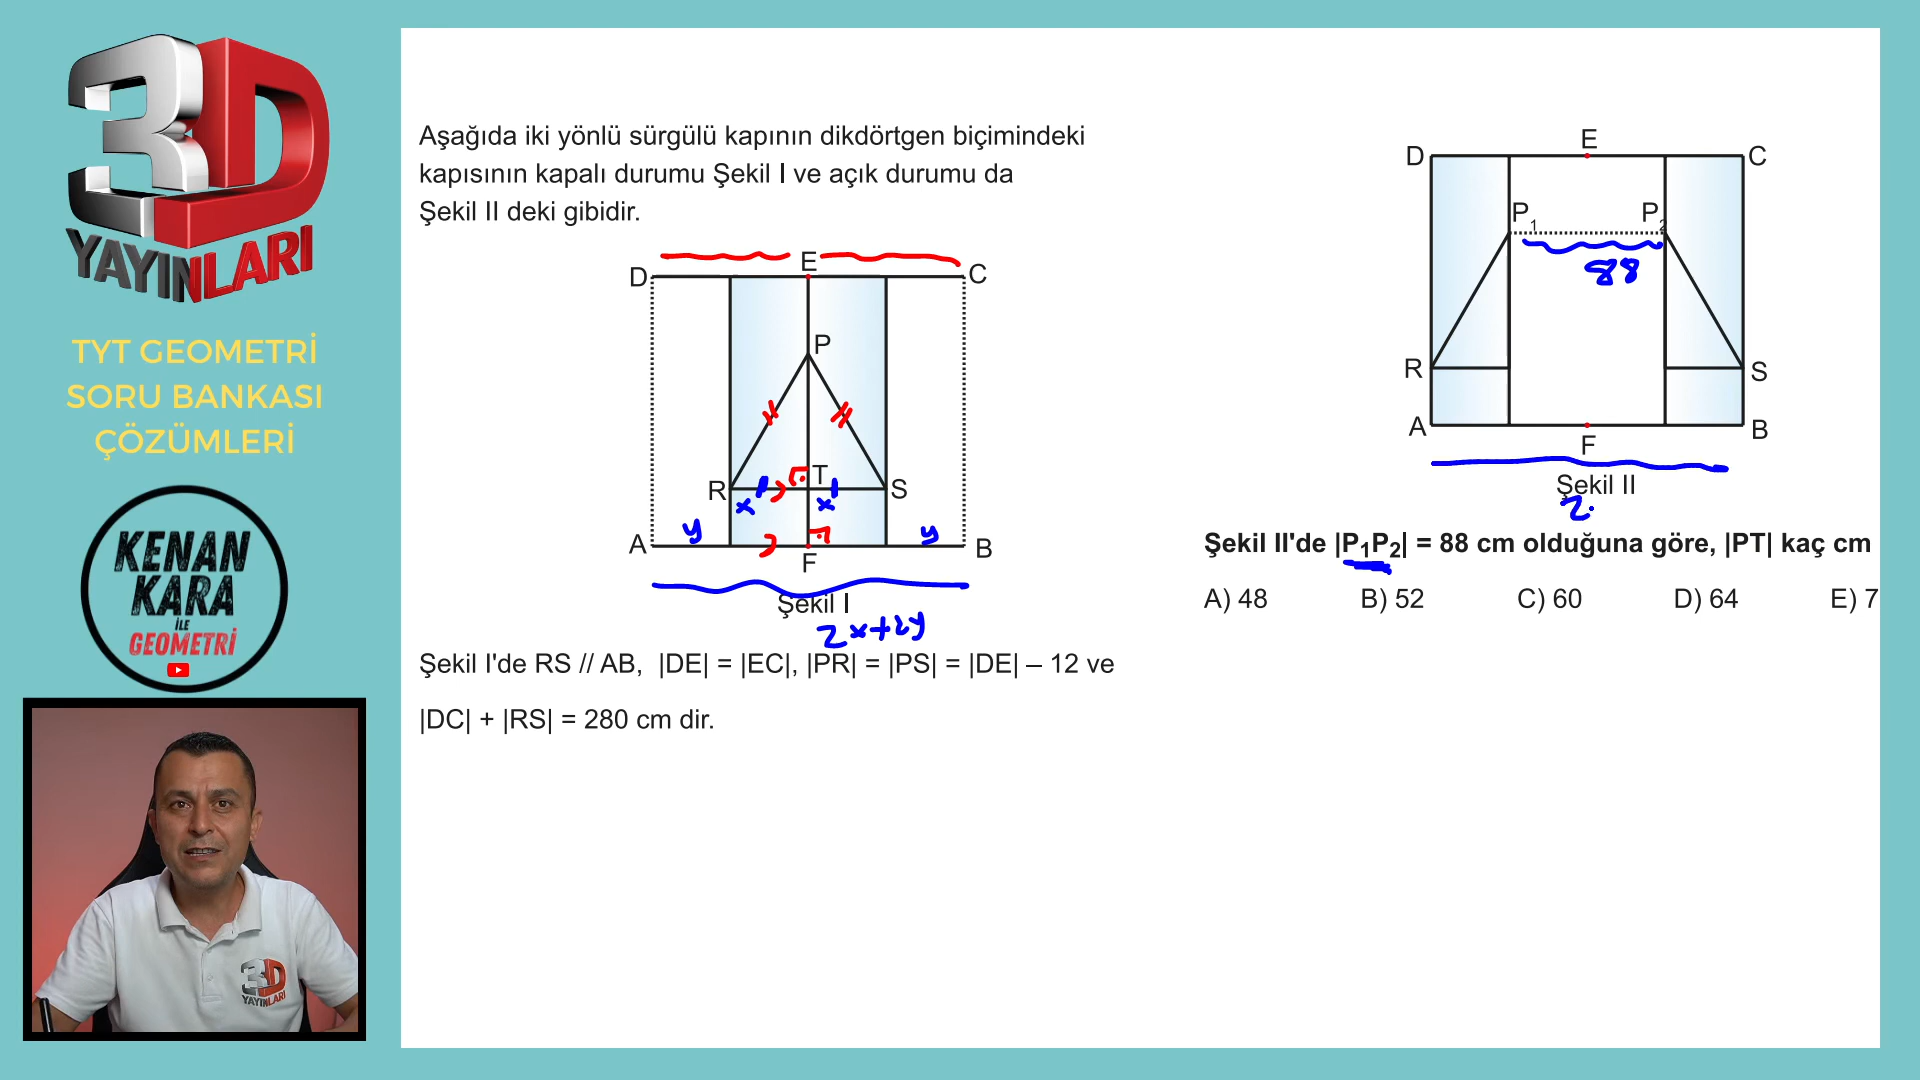 3D
YAYINLARI
TYT GEOMETRİ
SORU BANKASI
ÇÖZÜMLERİ
KENAN
KARA
İLE
GEOMETRİ
3D
YAYINLARI
Aşağıda iki yönlü sürgülü kapının dikdörtgen biçimindeki
kapısının kapalı durumu Şekil I ve açık durumu da
Şekil II deki gibidir.
D E C
P
R T S
x x
y y
A F B
Şekil I
2x+2y
Şekil I'de RS // AB, |DE| = |EC|, |PR| = |PS| = |DE| – 12 ve
|DC| + |RS| = 280 cm dir.
D E C
P1 P2
88
R S
A F B
Şekil II
2.
Şekil II'de |P1P2| = 88 cm olduğuna göre, |PT| kaç cm
A) 48 B) 52 C) 60 D) 64 E) 7